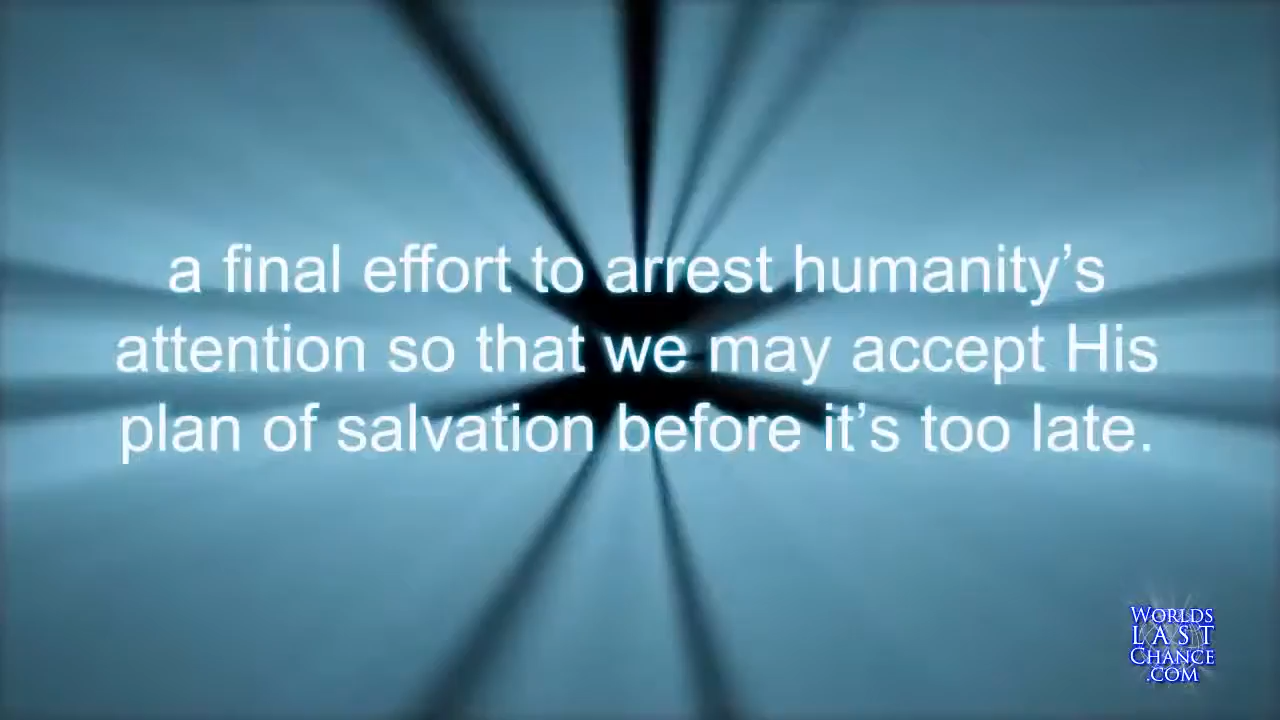 a final effort to arrest humanity’s
attention so that we may accept His
plan of salvation before it’s too late.
WORLDS
LAST
CHANCE
.COM